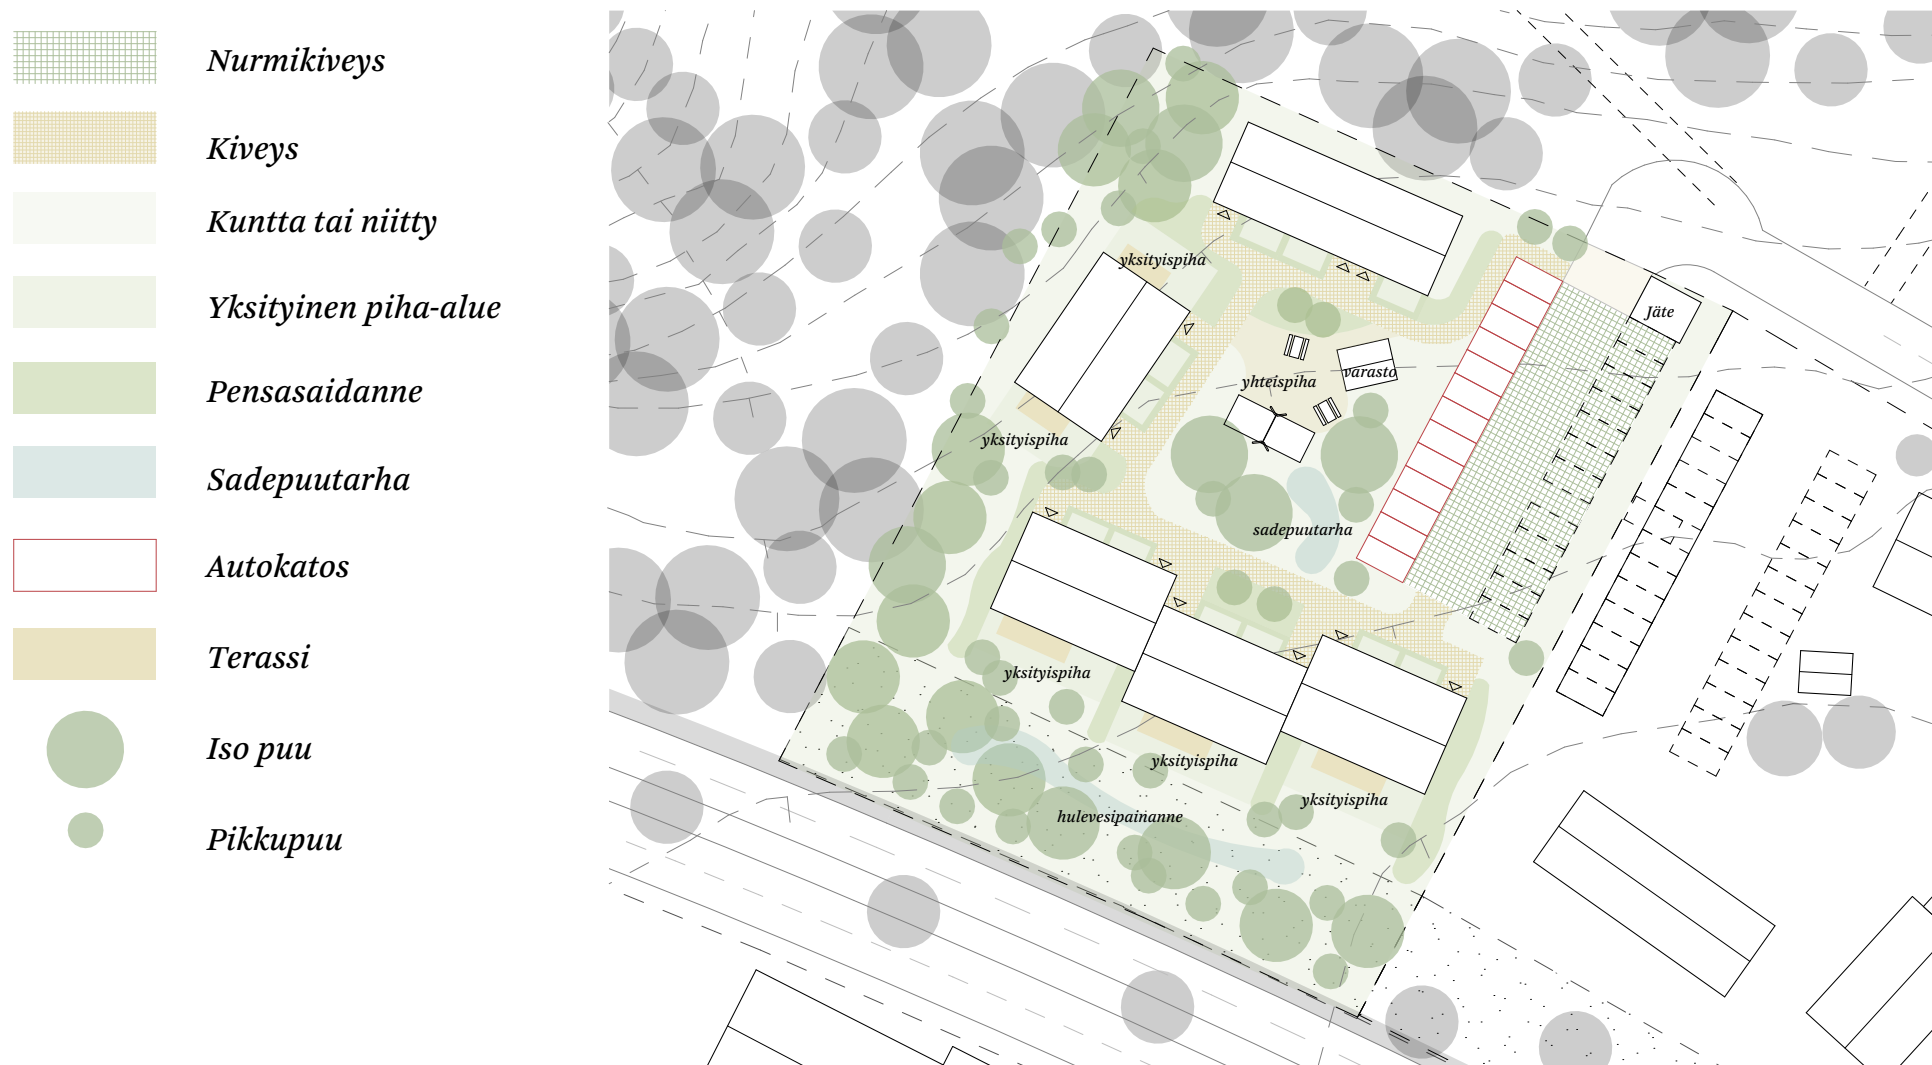 Nurmikiveys
Kiveys
Kuntta tai niitty
Yksityinen piha-alue
Pensasaidanne
Sadepuutarha
Autokatos
Terassi
Iso puu
Pikkupuu
yksityispiha
Jäte
varasto
yhteispiha
yksityispiha
sadepuutarha
yksityispiha
yksityispiha
yksityispiha
hulevesipainanne